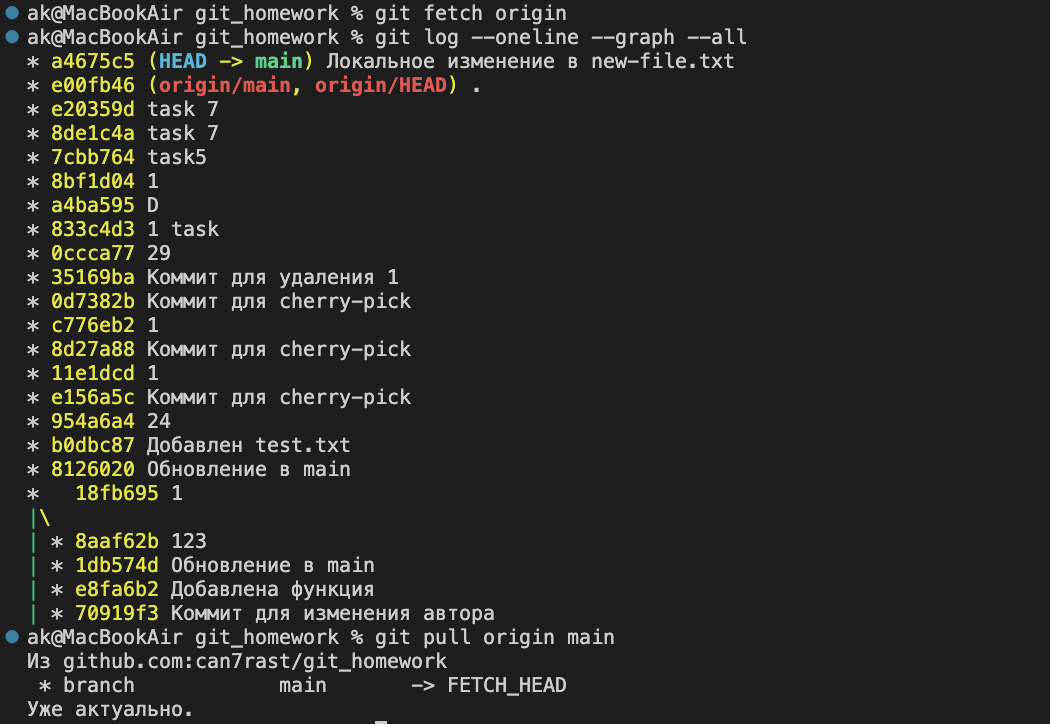 ak@MacBookAir git_homework % git fetch origin
ak@MacBookAir git_homework % git log --oneline --graph --all
* a4675c5 (HEAD -> main) Локальное изменение в new-file.txt
* e00fb46 (origin/main, origin/HEAD) .
* e20359d task 7
* 8de1c4a task 7
* 7cbb764 task5
* 8bf1d04 1
* a4ba595 D
* 833c4d3 1 task
* 0ccca77 29
* 35169ba Коммит для удаления 1
* 0d7382b Коммит для cherry-pick
* c776eb2 1
* 8d27a88 Коммит для cherry-pick
* 11e1dcd 1
* e156a5c Коммит для cherry-pick
* 954a6a4 24
* b0dbc87 Добавлен test.txt
* 8126020 Обновление в main
*   18fb695 1
|\
| * 8aaf62b 123
| * 1db574d Обновление в main
| * e8fa6b2 Добавлена функция
| * 70919f3 Коммит для изменения автора
ak@MacBookAir git_homework % git pull origin main
Из github.com:can7rast/git_homework
 * branch            main       -> FETCH_HEAD
Уже актуально.